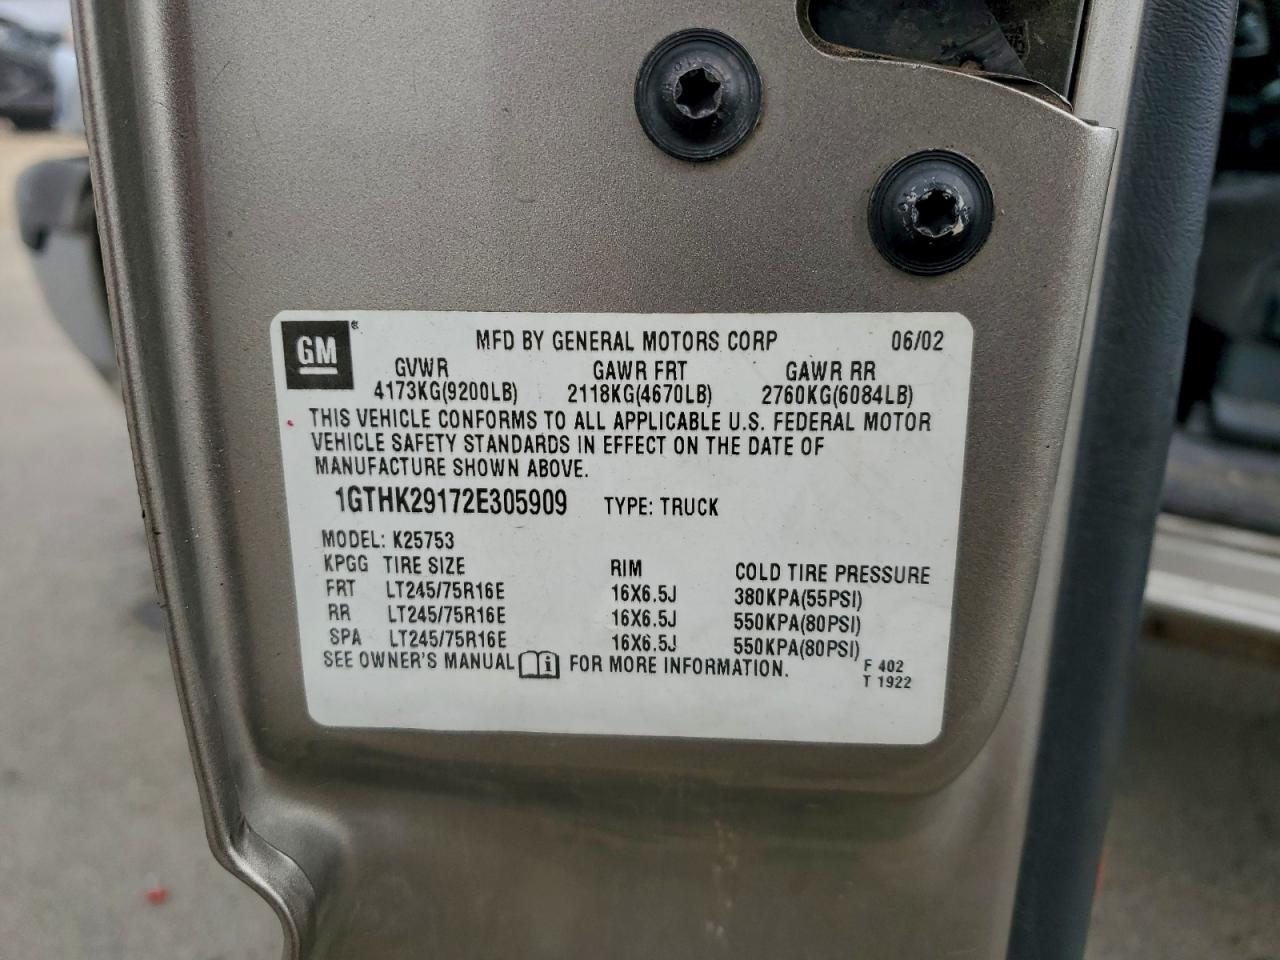 GM®
MFD BY GENERAL MOTORS CORP 06/02
GVWR GAWR FRT GAWR RR
4173KG(9200LB) 2118KG(4670LB) 2760KG(6084LB)
THIS VEHICLE CONFORMS TO ALL APPLICABLE U.S. FEDERAL MOTOR
VEHICLE SAFETY STANDARDS IN EFFECT ON THE DATE OF
MANUFACTURE SHOWN ABOVE.
1GTHK29172E305909 TYPE: TRUCK
MODEL: K25753
KPGG TIRE SIZE RIM COLD TIRE PRESSURE
FRT LT245/75R16E 16X6.5J 380KPA(55PSI)
RR LT245/75R16E 16X6.5J 550KPA(80PSI)
SPA LT245/75R16E 16X6.5J 550KPA(80PSI)
SEE OWNER'S MANUAL i FOR MORE INFORMATION.
F 402
T 1922